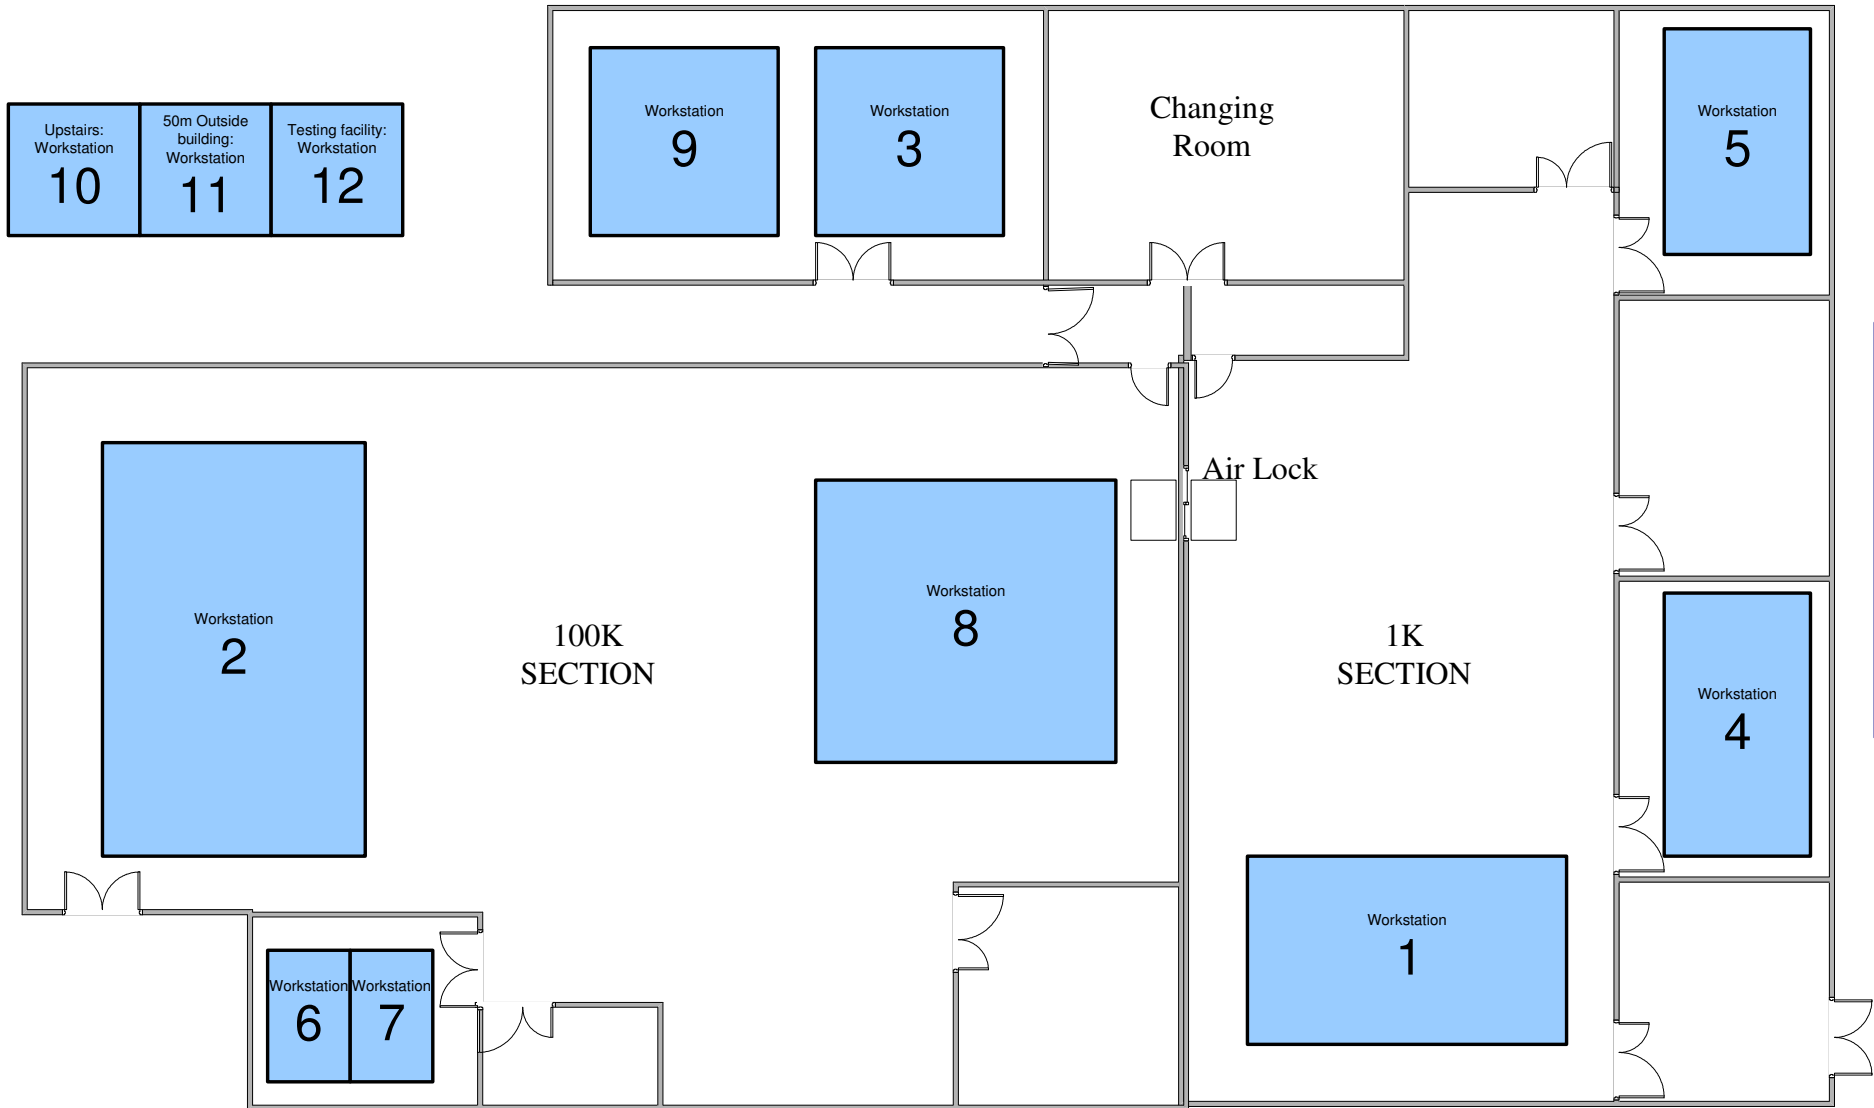 Upstairs:
Workstation
10
50m Outside
building:
Workstation
11
Testing facility:
Workstation
12
Workstation
9
Workstation
3
Changing
Room
Workstation
5
Air Lock
Workstation
2
100K
SECTION
Workstation
8
1K
SECTION
Workstation
4
Workstation
1
Workstation
6
Workstation
7